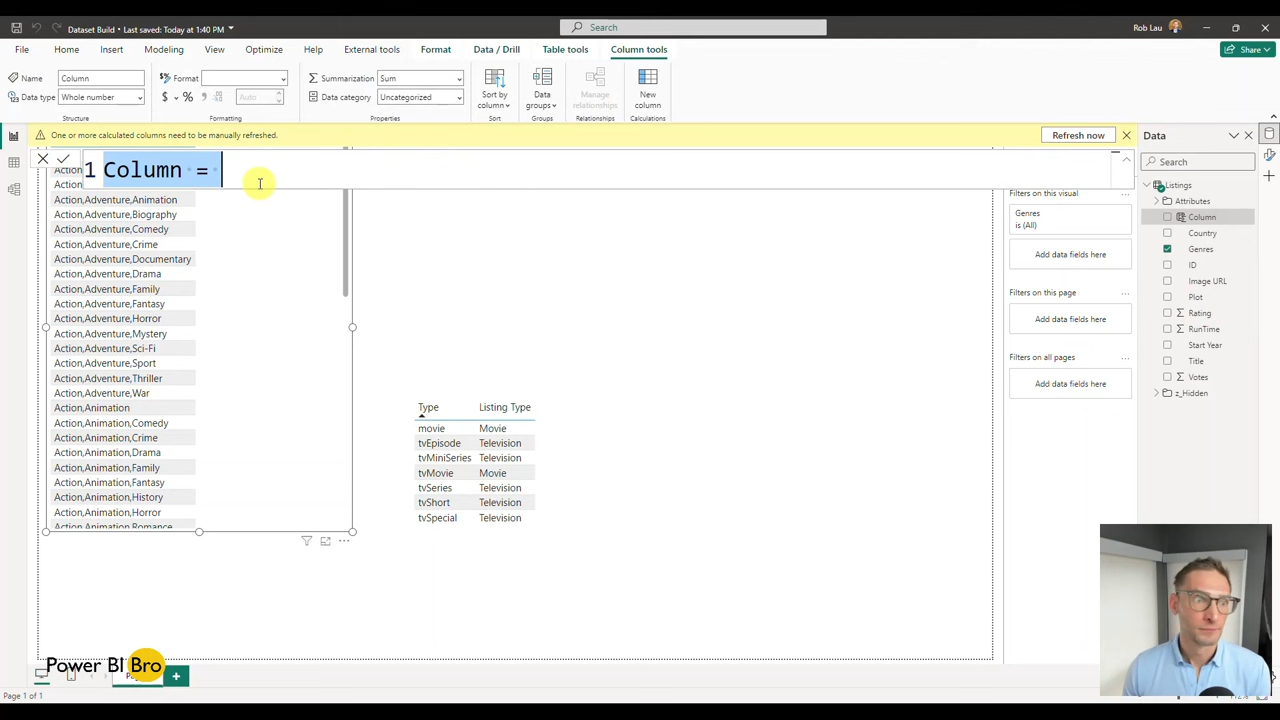 Dataset Build • Last saved: Today at 1:40 PM
Search
Rob Lau
File
Home
Insert
Modeling
View
Optimize
Help
External tools
Format
Data / Drill
Table tools
Column tools
Share
Name
Column
Data type
Whole number
Structure
Format
$
%
Auto
Formatting
Summarization
Sum
Data category
Uncategorized
Properties
Sort by
column
Sort
Data
groups
Groups
Manage
relationships
Relationships
New
column
Calculations
One or more calculated columns need to be manually refreshed.
Refresh now
1 Column =
Action,Adventure,Animation
Action,Adventure,Biography
Action,Adventure,Comedy
Action,Adventure,Crime
Action,Adventure,Documentary
Action,Adventure,Drama
Action,Adventure,Family
Action,Adventure,Fantasy
Action,Adventure,Horror
Action,Adventure,Mystery
Action,Adventure,Sci-Fi
Action,Adventure,Sport
Action,Adventure,Thriller
Action,Adventure,War
Action,Animation
Action,Animation,Comedy
Action,Animation,Crime
Action,Animation,Drama
Action,Animation,Family
Action,Animation,Fantasy
Action,Animation,History
Action,Animation,Horror
Action,Animation,Romance
Type
Listing Type
movie
Movie
tvEpisode
Television
tvMiniSeries
Television
tvMovie
Movie
tvSeries
Television
tvShort
Television
tvSpecial
Television
Filters on this visual
Genres
is (All)
Add data fields here
Filters on this page
Add data fields here
Filters on all pages
Add data fields here
Data
Search
Listings
Attributes
Column
Country
Genres
ID
Image URL
Plot
Rating
RunTime
Start Year
Title
Votes
z_Hidden
Power BI Bro
Page 1 of 1